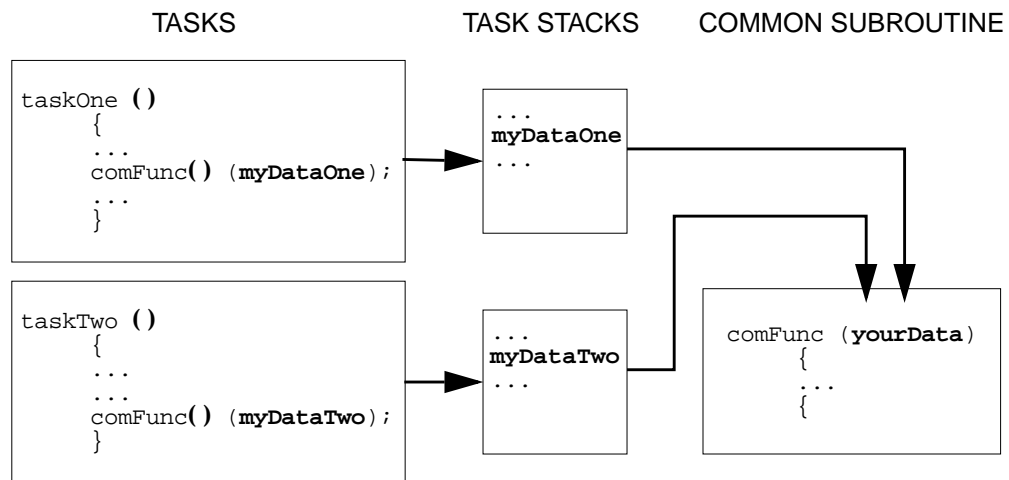 TASKS
TASK STACKS
COMMON SUBROUTINE
taskOne ()
{
...
comFunc() (myDataOne);
...
}
...
myDataOne
...
taskTwo ()
{
...
...
comFunc() (myDataTwo);
}
...
myDataTwo
...
comFunc (yourData)
{
...
{